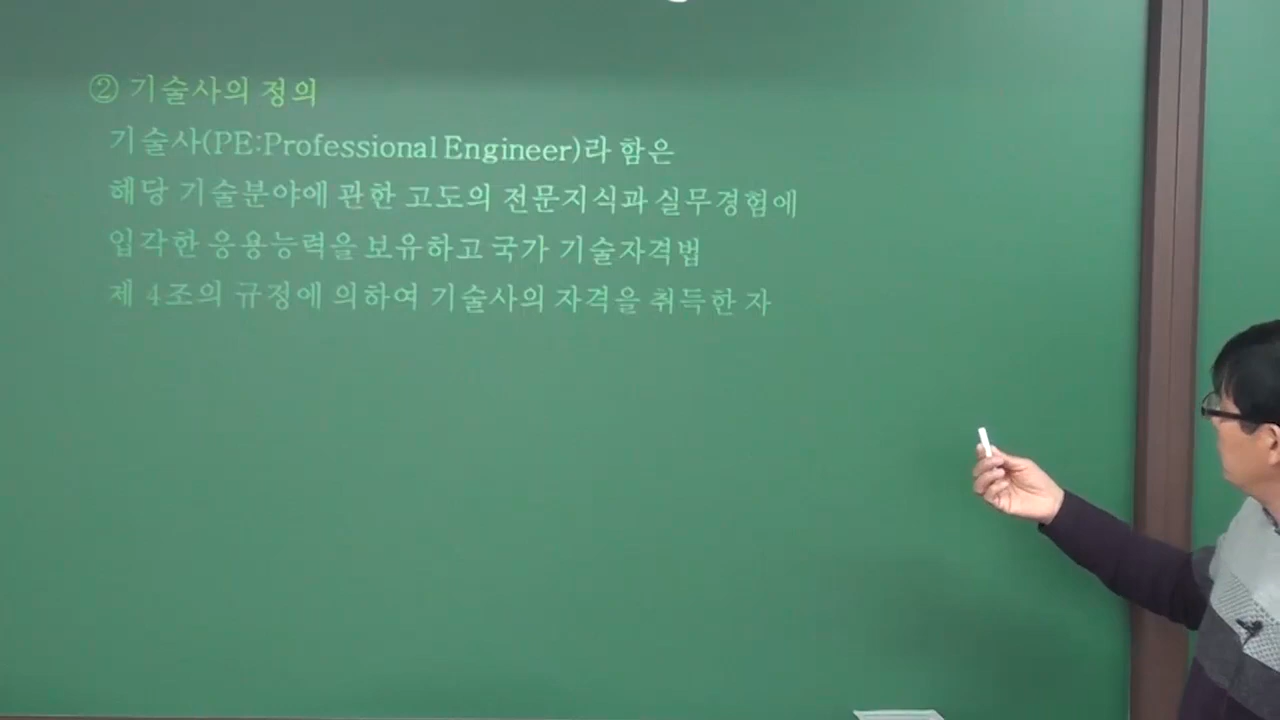 ② 기술사의 정의
기술사(PE:Professional Engineer)라 함은
해당 기술분야에 관한 고도의 전문지식과 실무경험에
입각한 응용능력을 보유하고 국가 기술자격법
제 4조의 규정에 의하여 기술사의 자격을 취득한 자